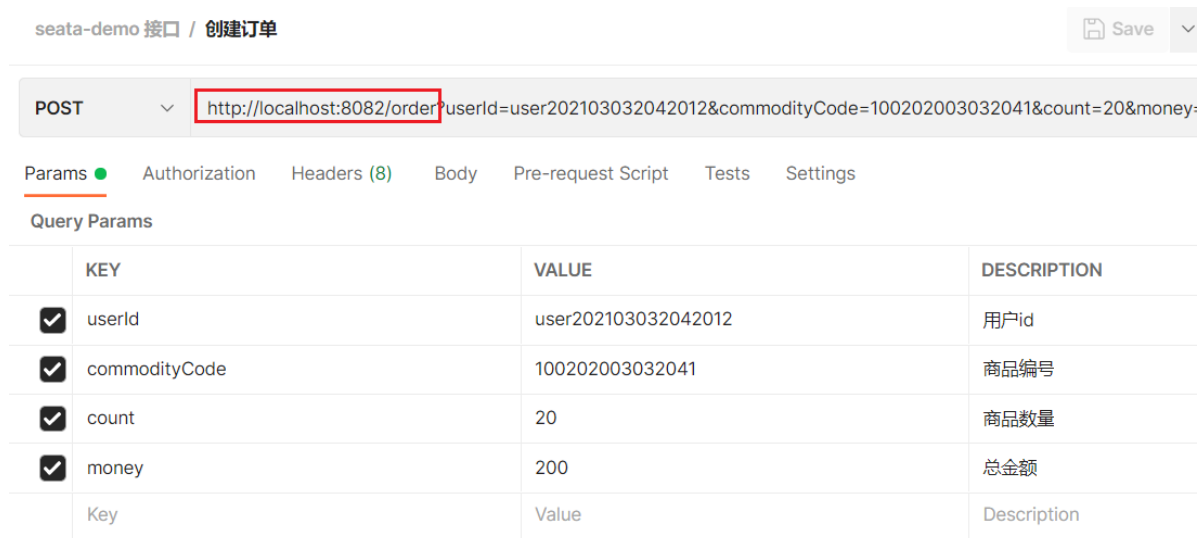 seata-demo 接口 / 创建订单 Save
POST http://localhost:8082/order?userId=user202103032042012&commodityCode=100202003032041&count=20&money=
Params Authorization Headers (8) Body Pre-request Script Tests Settings
Query Params
KEY VALUE DESCRIPTION
userId user202103032042012 用户id
commodityCode 100202003032041 商品编号
count 20 商品数量
money 200 总金额
Key Value Description